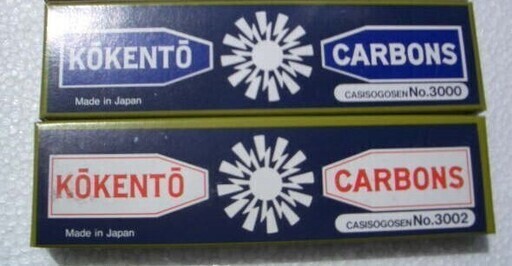 KŌKENTŌ CARBONS
Made in Japan CASISOGOSEN No.3000
KŌKENTŌ CARBONS
Made in Japan CASISOGOSEN No.3002